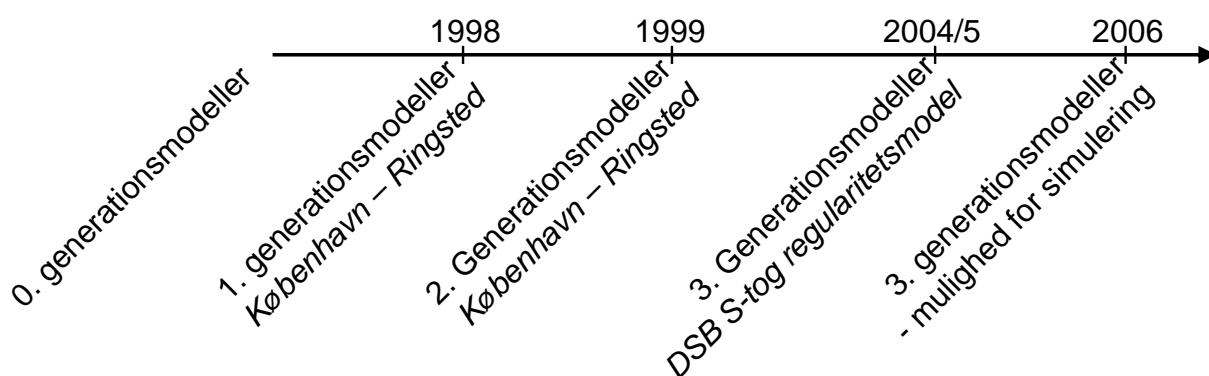 1998
1999
2004/5
2006
0. generationsmodeller
1. generationsmodeller
København – Ringsted
2. Generationsmodeller
København – Ringsted
3. Generationsmodeller
DSB S-tog regularitetsmodel
3. generationsmodeller
- mulighed for simulering